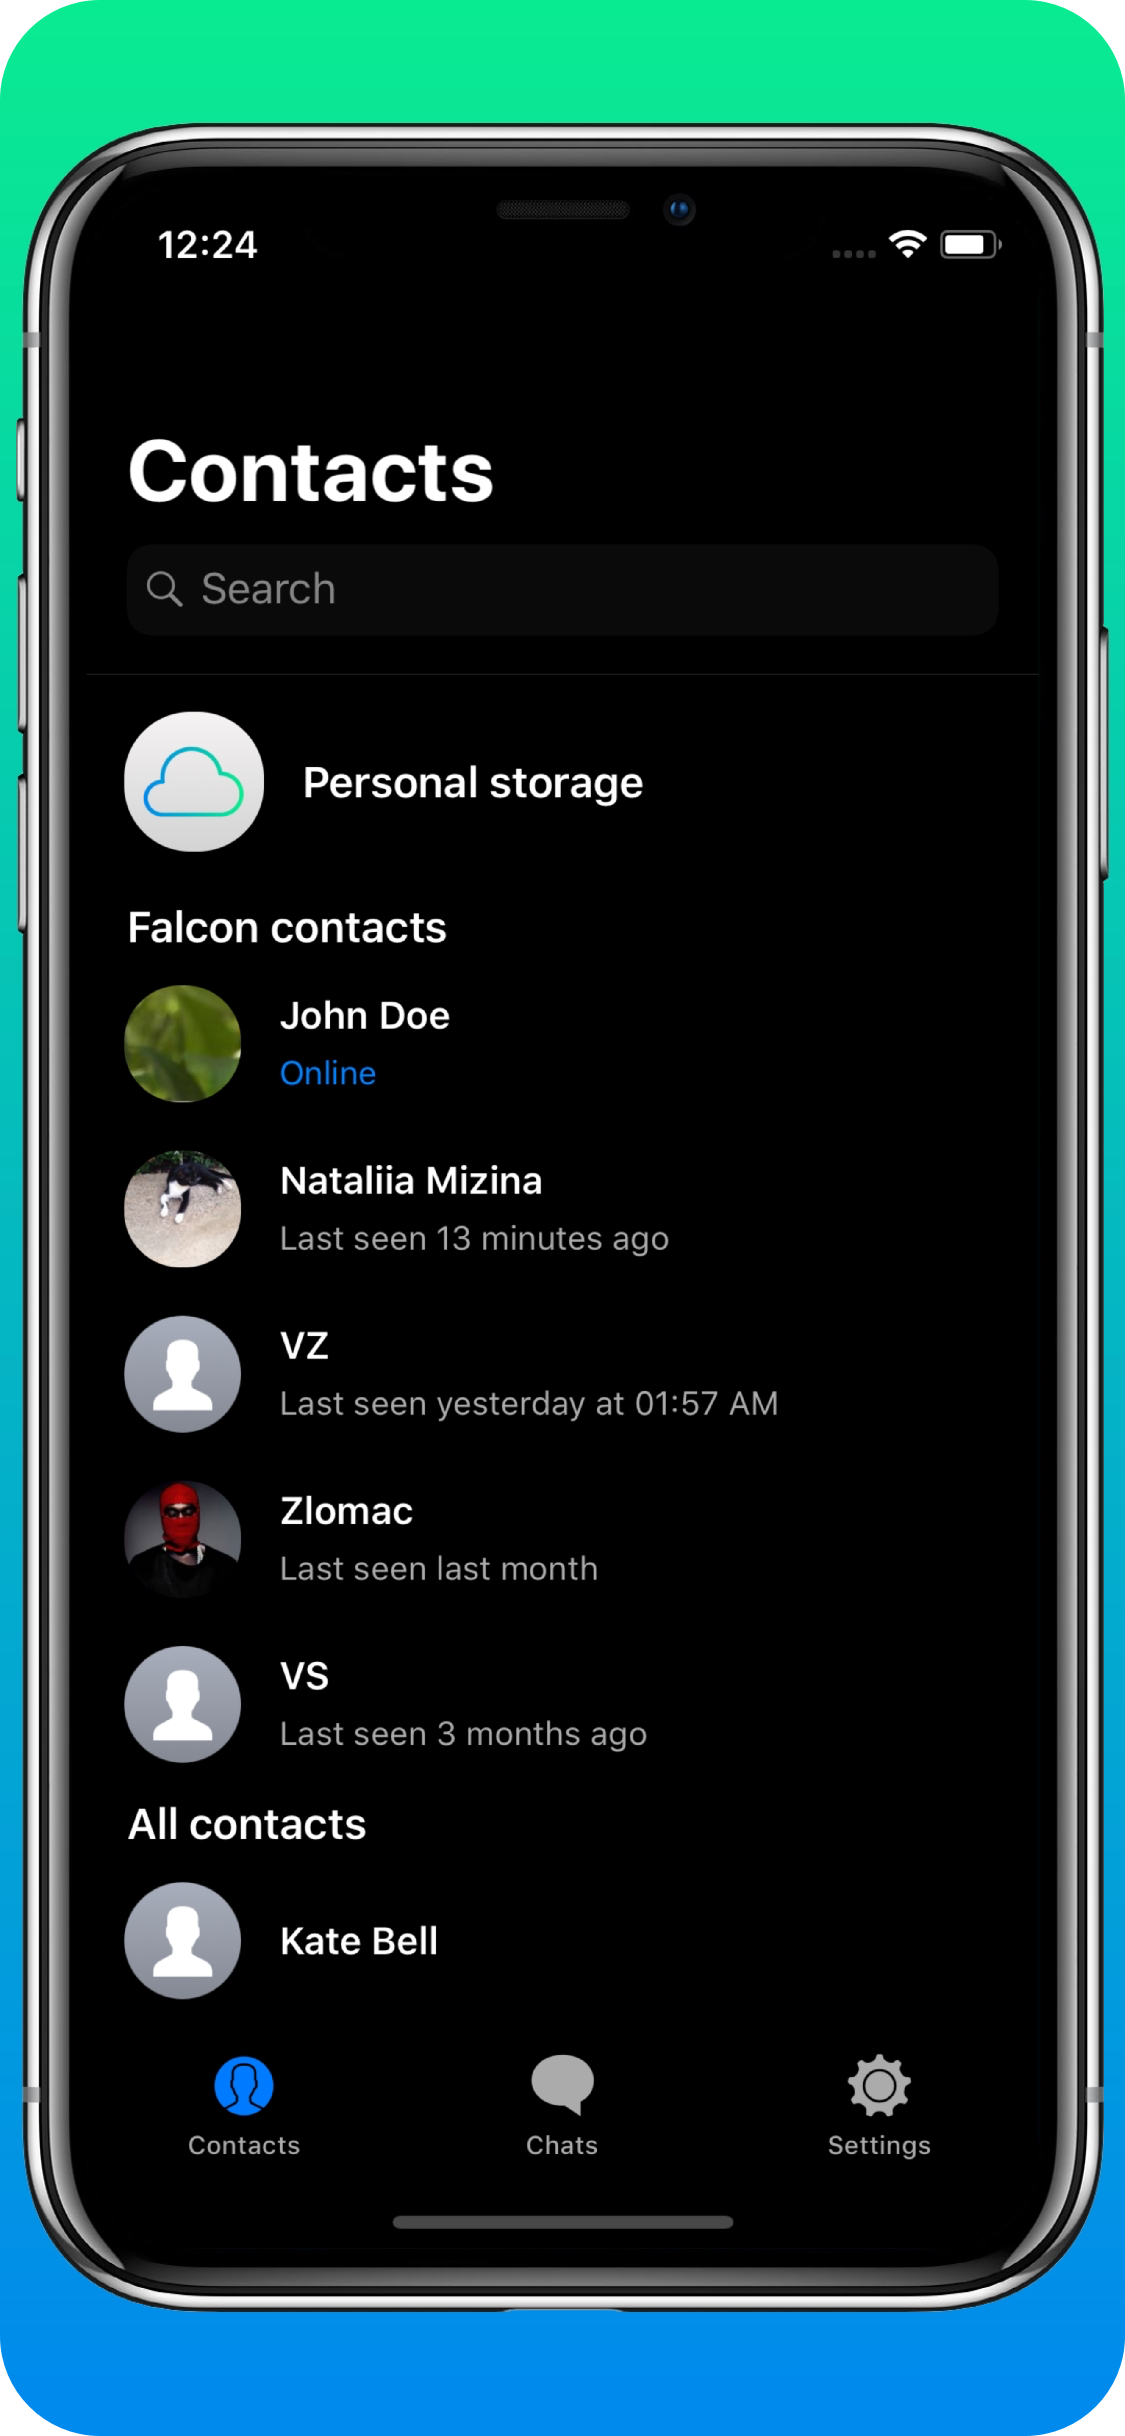 12:24
Contacts
Search
Personal storage
Falcon contacts
John Doe
Online
Nataliia Mizina
Last seen 13 minutes ago
VZ
Last seen yesterday at 01:57 AM
Zlomac
Last seen last month
VS
Last seen 3 months ago
All contacts
Kate Bell
Contacts
Chats
Settings